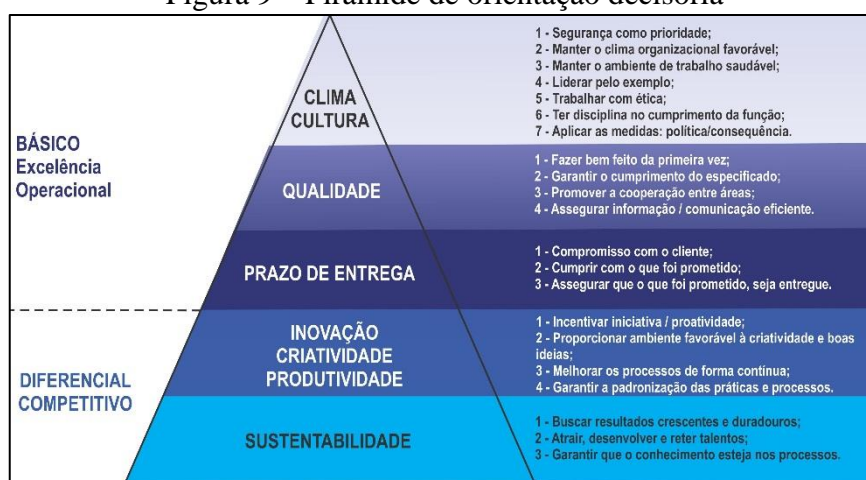 Figura 9 – Pirâmide de orientação decisória
BÁSICO
Excelência
Operacional
CLIMA
CULTURA
1 - Segurança como prioridade;
2 - Manter o clima organizacional favorável;
3 - Manter o ambiente de trabalho saudável;
4 - Liderar pelo exemplo;
5 - Trabalhar com ética;
6 - Ter disciplina no cumprimento da função;
7 - Aplicar as medidas: política/consequência.
QUALIDADE
1 - Fazer bem feito da primeira vez;
2 - Garantir o cumprimento do especificado;
3 - Promover a cooperação entre áreas;
4 - Assegurar informação / comunicação eficiente.
PRAZO DE ENTREGA
1 - Compromisso com o cliente;
2 - Cumprir com o que foi prometido;
3 - Assegurar que o que foi prometido, seja entregue.
DIFERENCIAL
COMPETITIVO
INOVAÇÃO
CRIATIVIDADE
PRODUTIVIDADE
1 - Incentivar iniciativa / proatividade;
2 - Proporcionar ambiente favorável à criatividade e boas
ideias;
3 - Melhorar os processos de forma contínua;
4 - Garantir a padronização das práticas e processos.
SUSTENTABILIDADE
1 - Buscar resultados crescentes e duradouros;
2 - Atrair, desenvolver e reter talentos;
3 - Garantir que o conhecimento esteja nos processos.